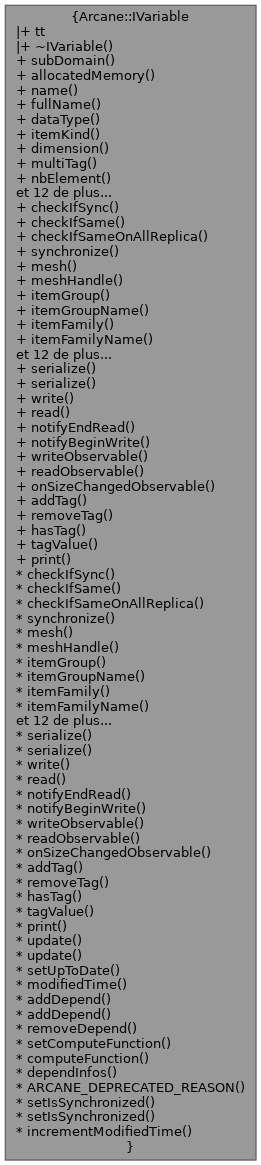 {Arcane::IVariable
|+ tt
|+ ~IVariable()
+ subDomain()
+ allocatedMemory()
+ name()
+ fullName()
+ dataType()
+ itemKind()
+ dimension()
+ multiTag()
+ nbElement()
et 12 de plus...
+ checkIfSync()
+ checkIfSame()
+ checkIfSameOnAllReplica()
+ synchronize()
+ mesh()
+ meshHandle()
+ itemGroup()
+ itemGroupName()
+ itemFamily()
+ itemFamilyName()
et 12 de plus...
+ serialize()
+ serialize()
+ write()
+ read()
+ notifyEndRead()
+ notifyBeginWrite()
+ writeObservable()
+ readObservable()
+ onSizeChangedObservable()
+ addTag()
+ removeTag()
+ hasTag()
+ tagValue()
+ print()
* checkIfSync()
* checkIfSame()
* checkIfSameOnAllReplica()
* synchronize()
* mesh()
* meshHandle()
* itemGroup()
* itemGroupName()
* itemFamily()
* itemFamilyName()
et 12 de plus...
* serialize()
* serialize()
* write()
* read()
* notifyEndRead()
* notifyBeginWrite()
* writeObservable()
* readObservable()
* onSizeChangedObservable()
* addTag()
* removeTag()
* hasTag()
* tagValue()
* print()
* update()
* update()
* setUpToDate()
* modifiedTime()
* addDepend()
* addDepend()
* removeDepend()
* setComputeFunction()
* computeFunction()
* dependInfos()
* ARCANE_DEPRECATED_REASON()
* setIsSynchronized()
* setIsSynchronized()
* incrementModifiedTime()
}